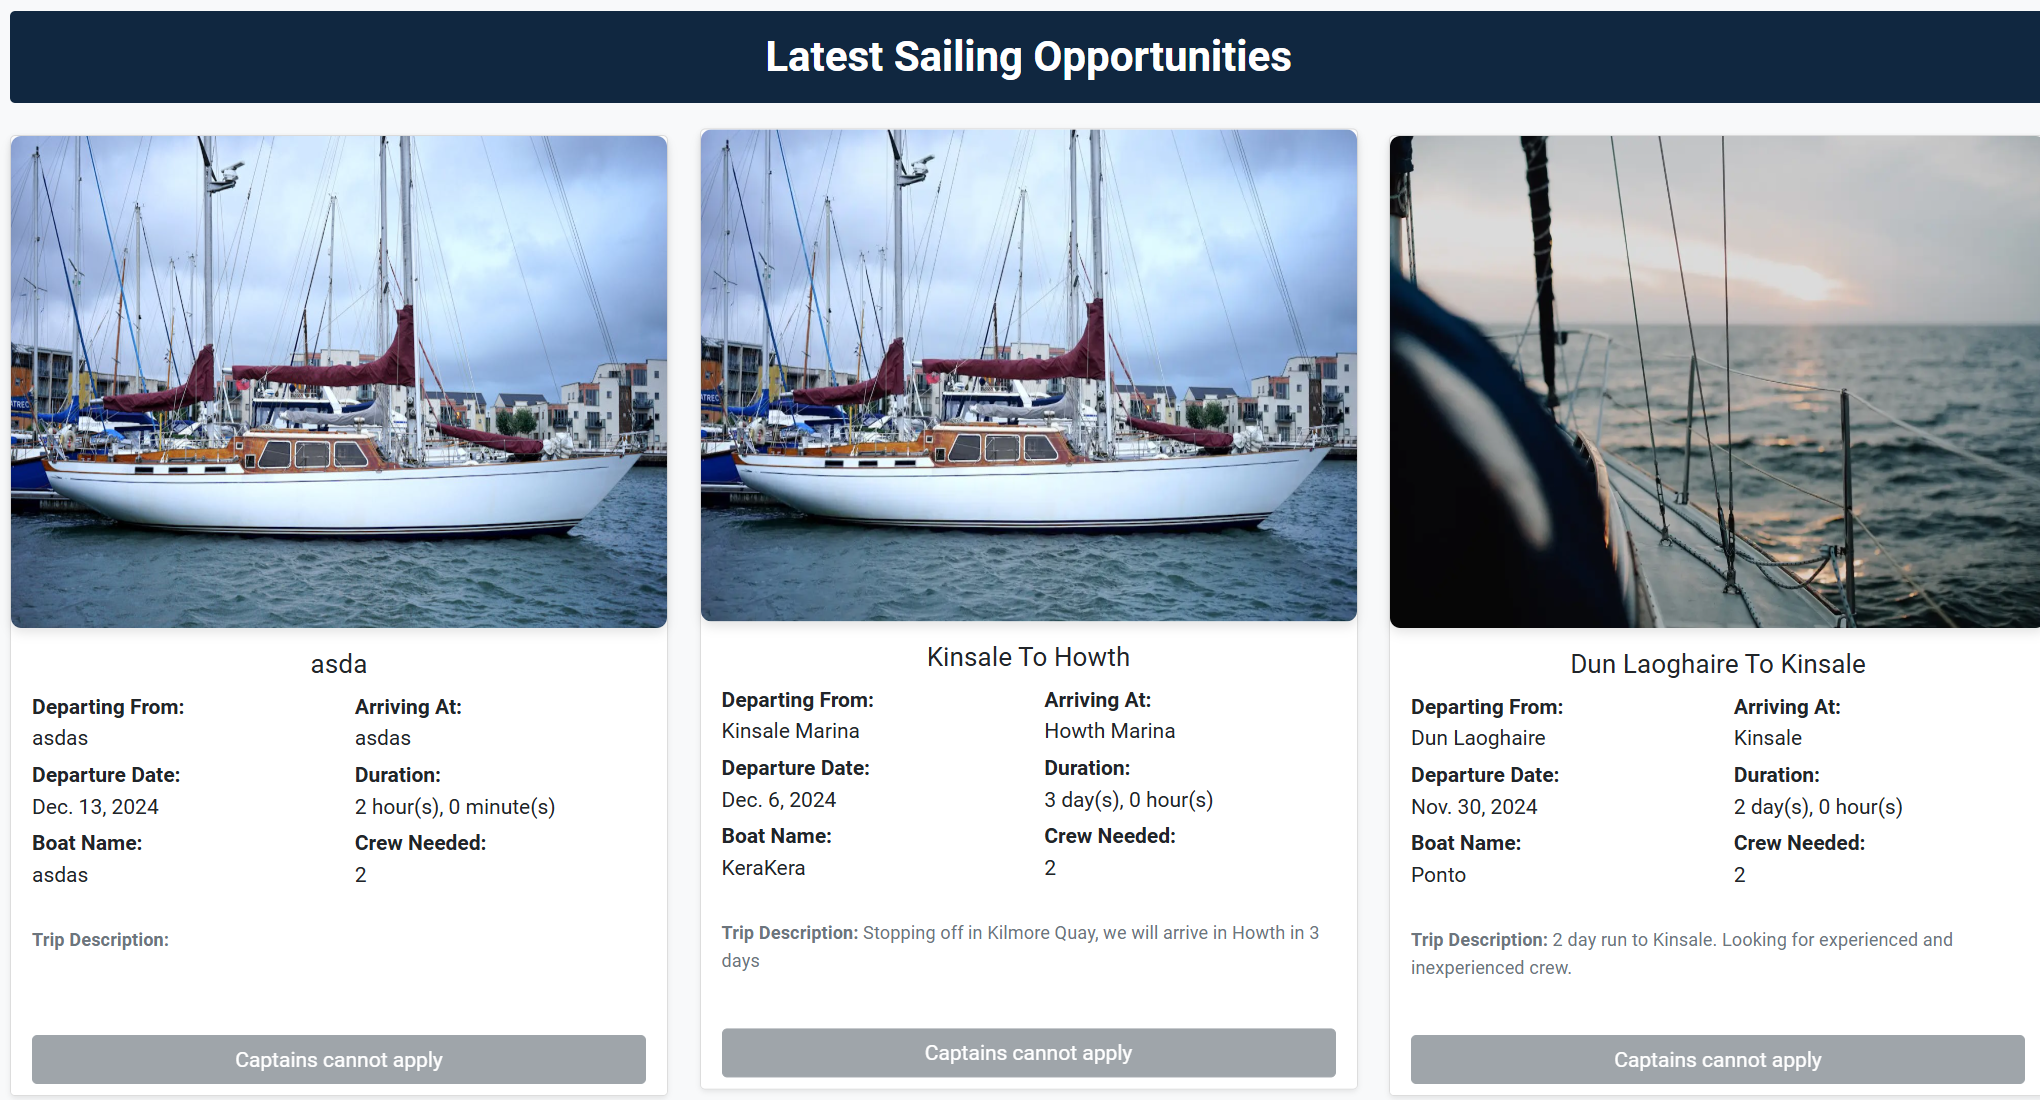 Latest Sailing Opportunities
ATREC
ATREC
asda
Departing From:
asdas
Arriving At:
asdas
Departure Date:
Dec. 13, 2024
Duration:
2 hour(s), 0 minute(s)
Boat Name:
asdas
Crew Needed:
2
Trip Description:
Captains cannot apply
Kinsale To Howth
Departing From:
Kinsale Marina
Arriving At:
Howth Marina
Departure Date:
Dec. 6, 2024
Duration:
3 day(s), 0 hour(s)
Boat Name:
KeraKera
Crew Needed:
2
Trip Description: Stopping off in Kilmore Quay, we will arrive in Howth in 3
days
Captains cannot apply
Dun Laoghaire To Kinsale
Departing From:
Dun Laoghaire
Arriving At:
Kinsale
Departure Date:
Nov. 30, 2024
Duration:
2 day(s), 0 hour(s)
Boat Name:
Ponto
Crew Needed:
2
Trip Description: 2 day run to Kinsale. Looking for experienced and
inexperienced crew.
Captains cannot apply